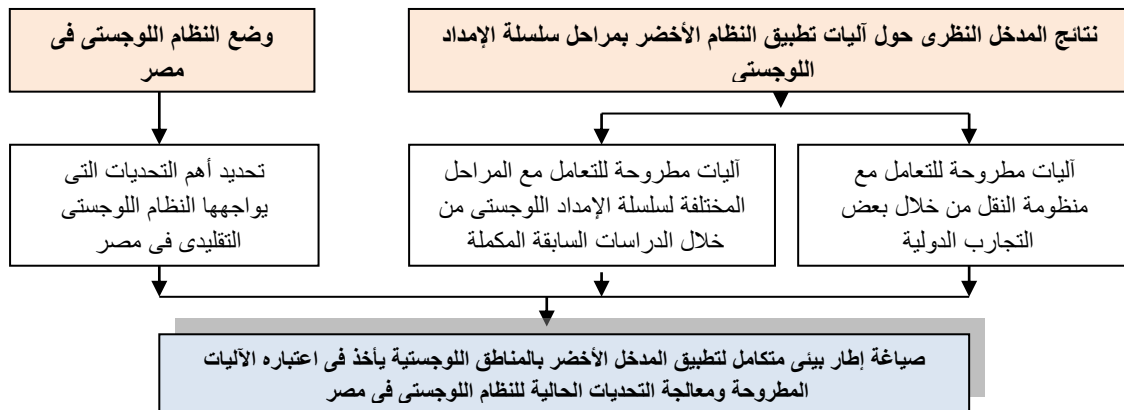 نتائج المدخل النظرى حول آليات تطبيق النظام الأخضر بمراحل سلسلة الإمداد
اللوجستى
وضع النظام اللوجستى فى
مصر
آليات مطروحة للتعامل مع
منظومة النقل من خلال بعض
التجارب الدولية
آليات مطروحة للتعامل مع المراحل
المختلفة لسلسلة الإمداد اللوجستى من
خلال الدراسات السابقة المكملة
تحديد أهم التحديات التى
يواجهها النظام اللوجستى
التقليدى فى مصر
صياغة إطار بيئى متكامل لتطبيق المدخل الأخضر بالمناطق اللوجستية يأخذ فى اعتباره الآليات
المطروحة ومعالجة التحديات الحالية للنظام اللوجستى فى مصر